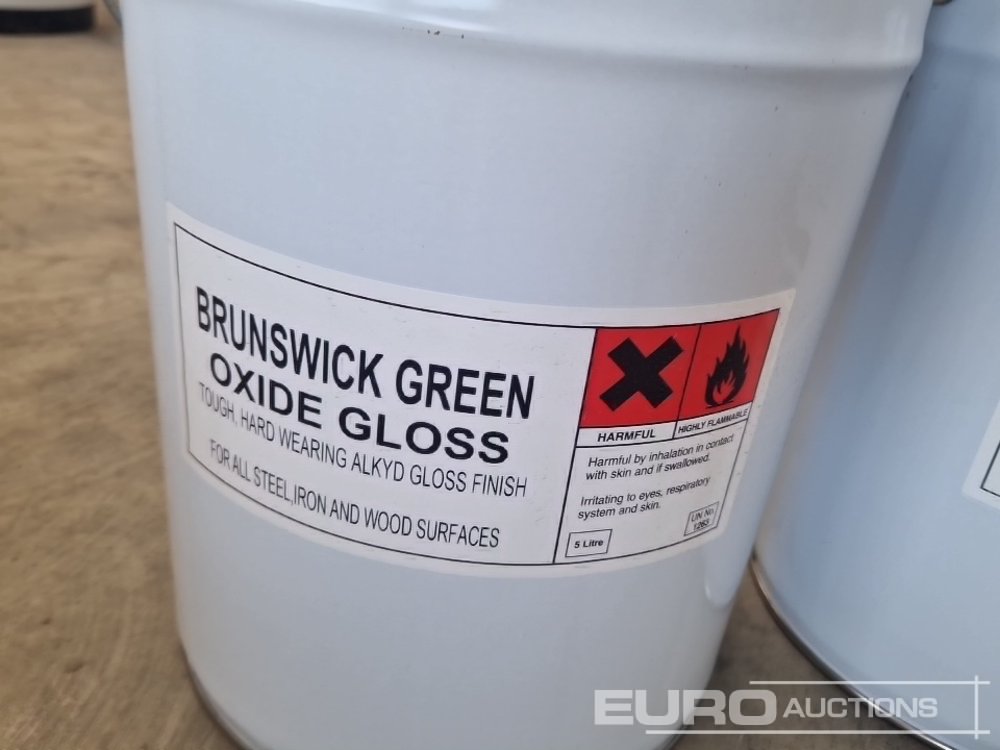 BRUNSWICK GREEN
OXIDE GLOSS
TOUGH, HARD WEARING ALKYD GLOSS FINISH
FOR ALL STEEL,IRON AND WOOD SURFACES
HARMFUL
HIGHLY FLAMMABLE
Harmful by inhalation in contact
with skin and if swallowed.
Irritating to eyes, respiratory
system and skin.
5 Litre
UN No.
1263
EURO AUCTIONS